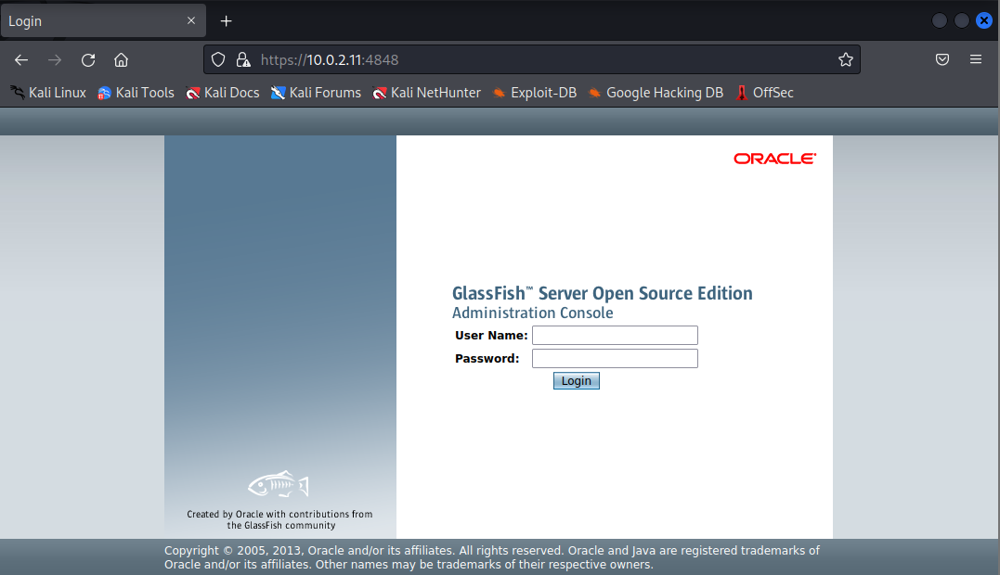 Login
https://10.0.2.11:4848
Kali Linux Kali Tools Kali Docs Kali Forums Kali NetHunter Exploit-DB Google Hacking DB OffSec
ORACLE®
GlassFish™ Server Open Source Edition
Administration Console
User Name:
Password:
Login
Created by Oracle with contributions from
the GlassFish community
Copyright © 2005, 2013, Oracle and/or its affiliates. All rights reserved. Oracle and Java are registered trademarks of
Oracle and/or its affiliates. Other names may be trademarks of their respective owners.